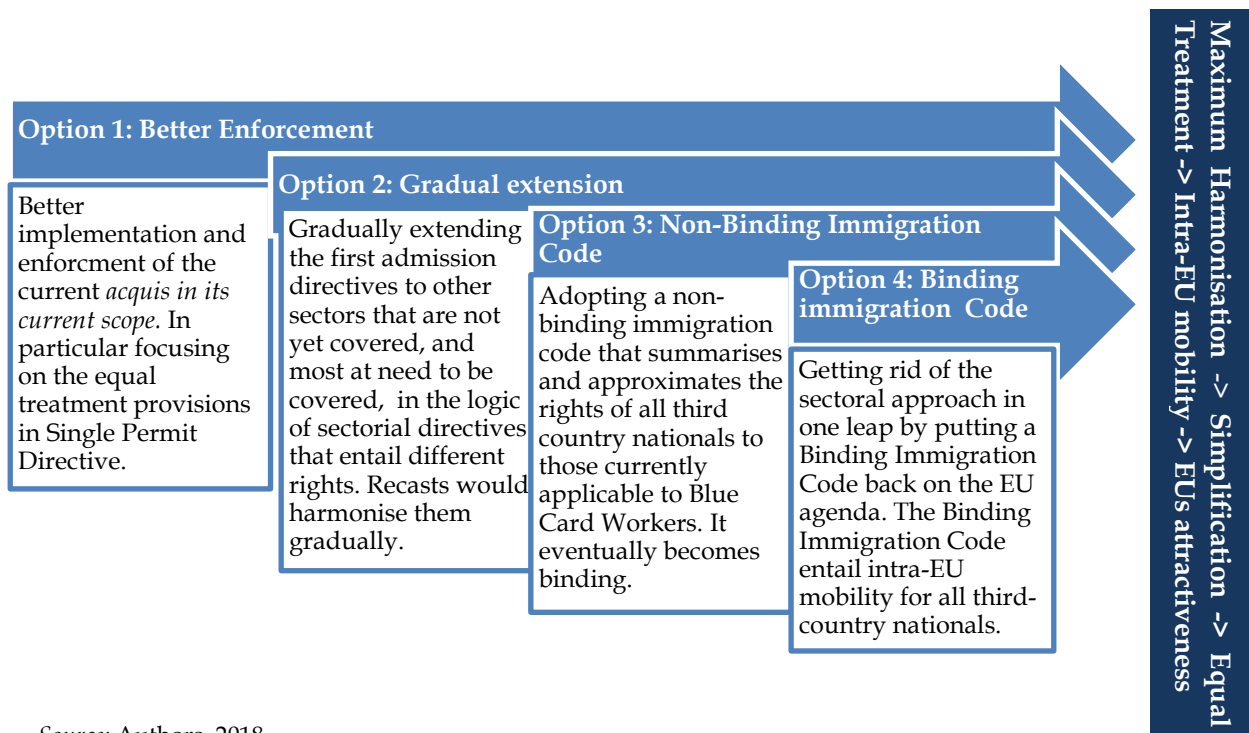 Option 1: Better Enforcement
Better
implementation and
enforcment of the
current acquis in its
current scope. In
particular focusing
on the equal
treatment provisions
in Single Permit
Directive.
Option 2: Gradual extension
Gradually extending
the first admission
directives to other
sectors that are not
yet covered, and
most at need to be
covered, in the logic
of sectorial directives
that entail different
rights. Recasts would
harmonise them
gradually.
Option 3: Non-Binding Immigration
Code
Adopting a non-
binding immigration
code that summarises
and approximates the
rights of all third
country nationals to
those currently
applicable to Blue
Card Workers. It
eventually becomes
binding.
Option 4: Binding
immigration Code
Getting rid of the
sectoral approach in
one leap by putting a
Binding Immigration
Code back on the EU
agenda. The Binding
Immigration Code
entail intra-EU
mobility for all third-
country nationals.
Maximum Harmonisation -> Simplification -> Equal
Treatment -> Intra-EU mobility -> EUs attractiveness
Source: Authors, 2018